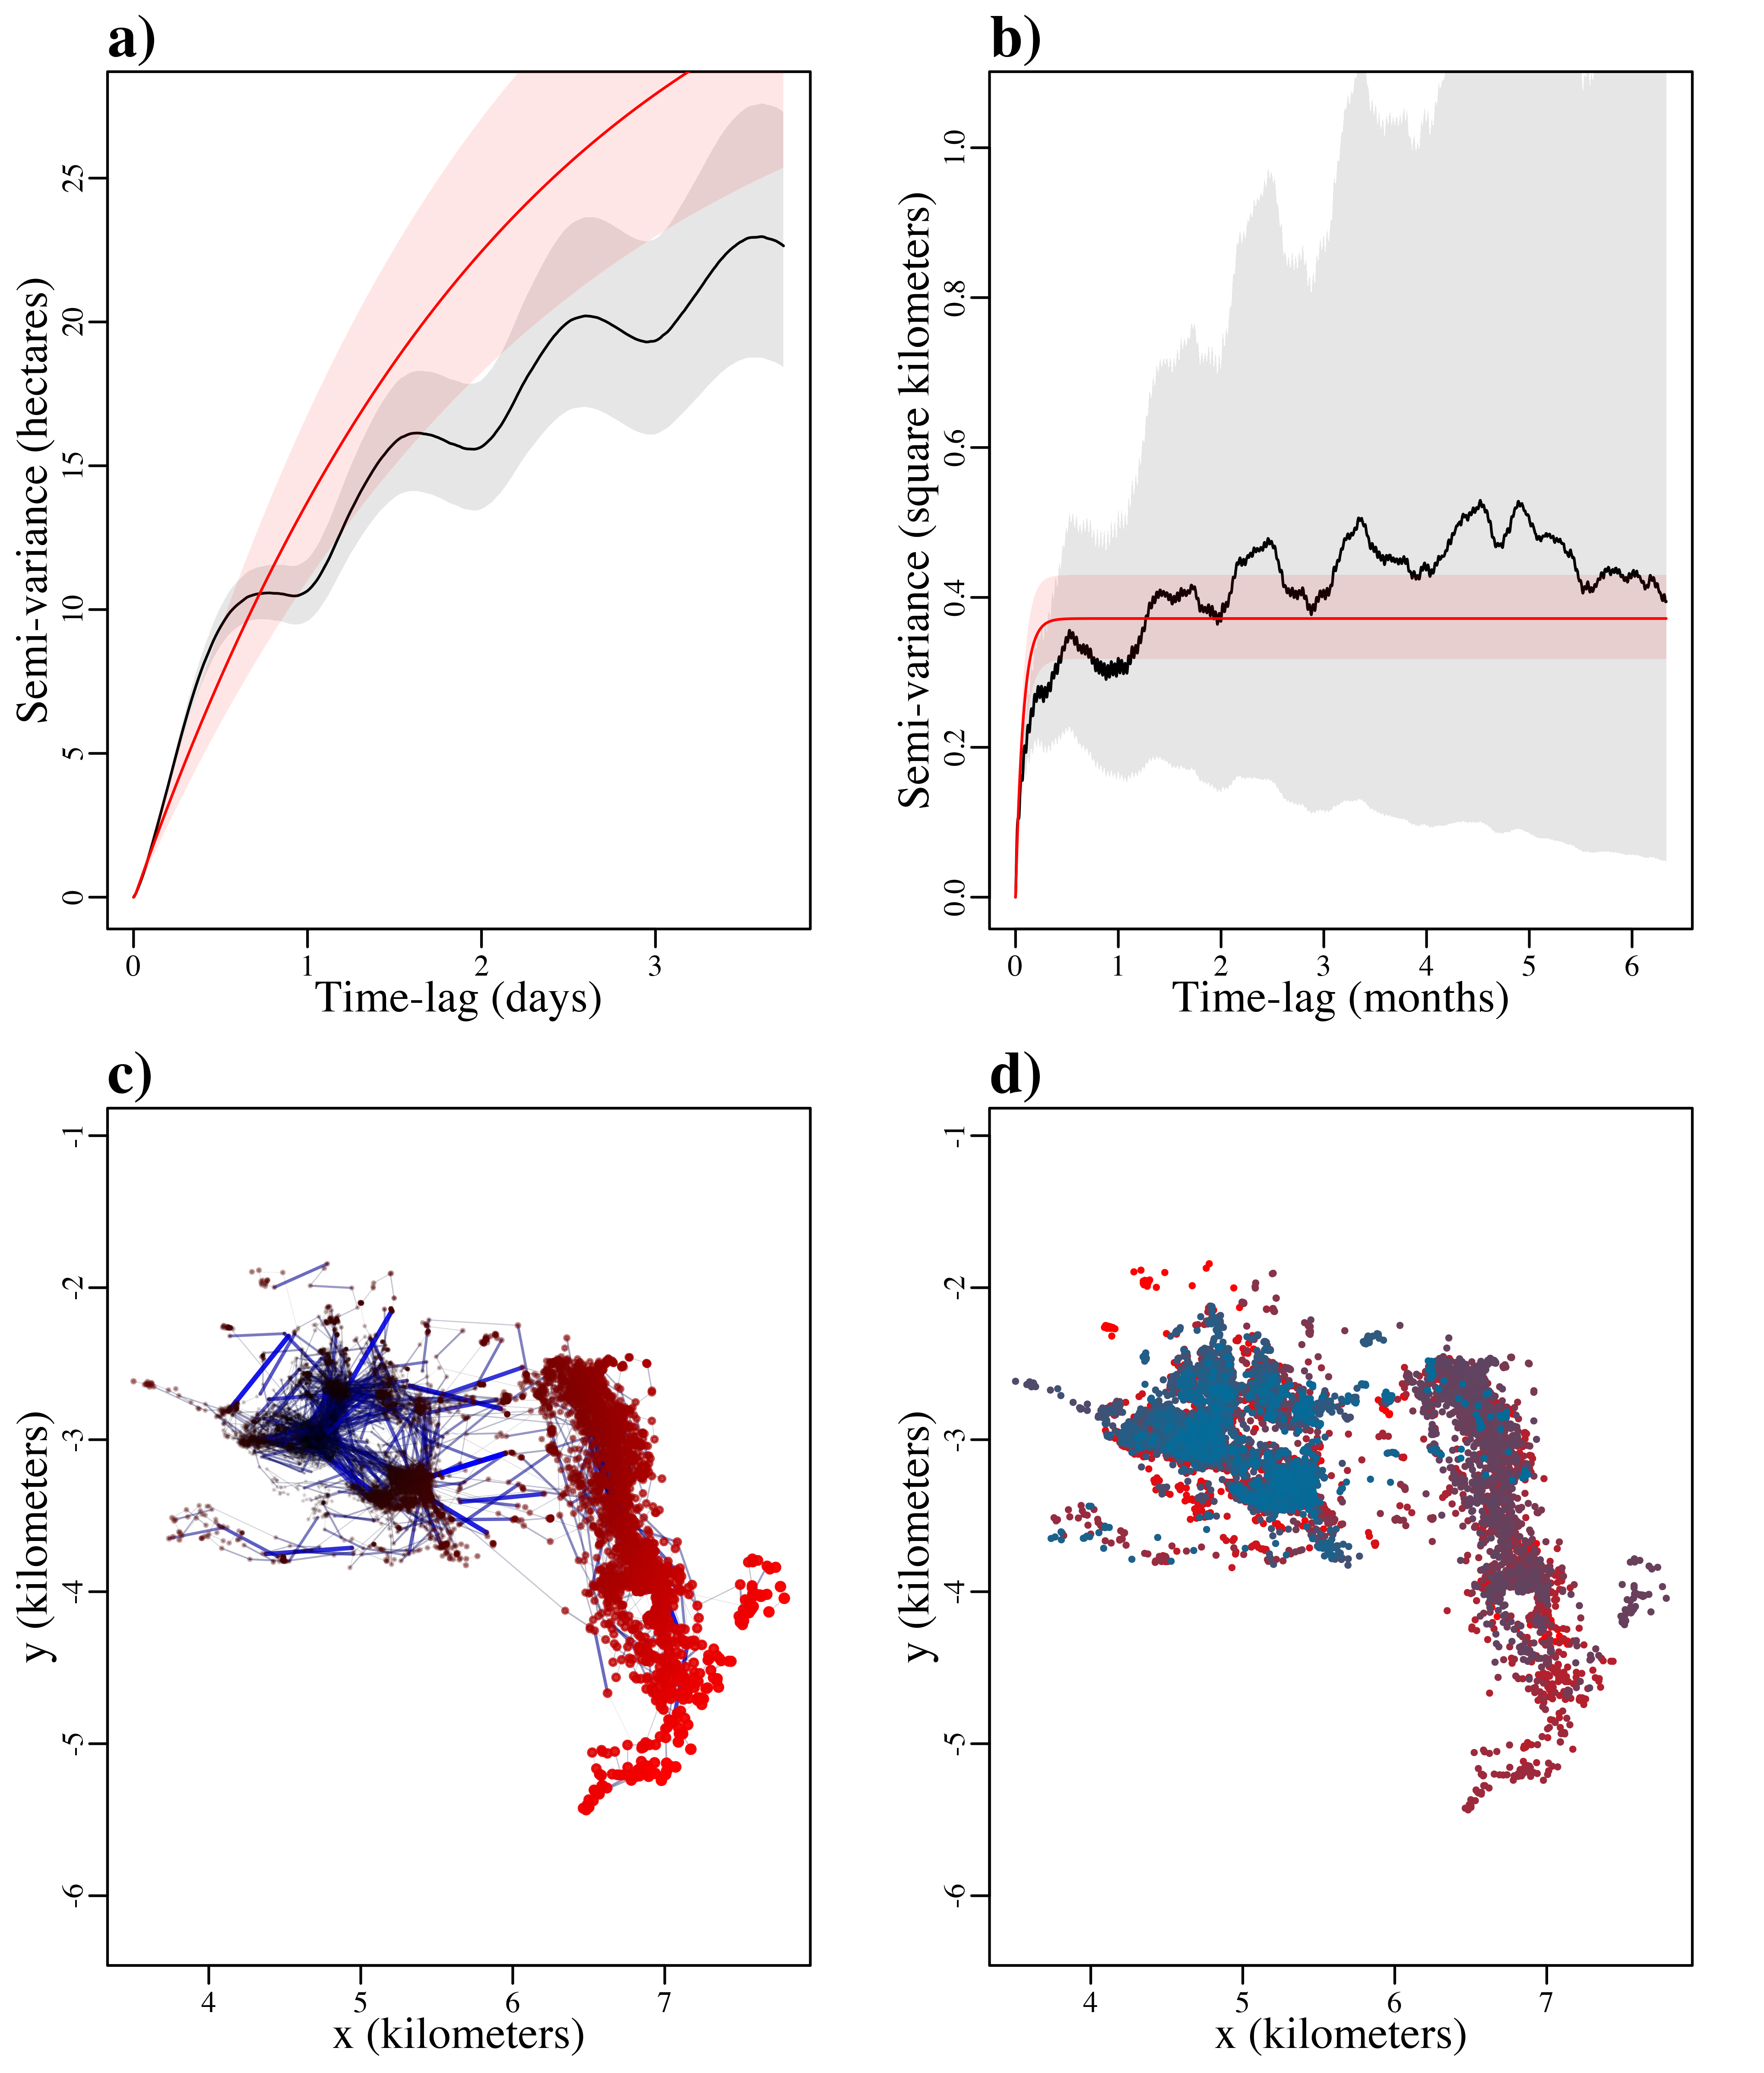 a)
Semi-variance (hectares)
0 5 10 15 20 25
0 1 2 3
Time-lag (days)
b)
Semi-variance (square kilometers)
0.0 0.2 0.4 0.6 0.8 1.0
0 1 2 3 4 5 6
Time-lag (months)
c)
y (kilometers)
-6 -5 -4 -3 -2 -1
4 5 6 7
x (kilometers)
d)
y (kilometers)
-6 -5 -4 -3 -2 -1
4 5 6 7
x (kilometers)